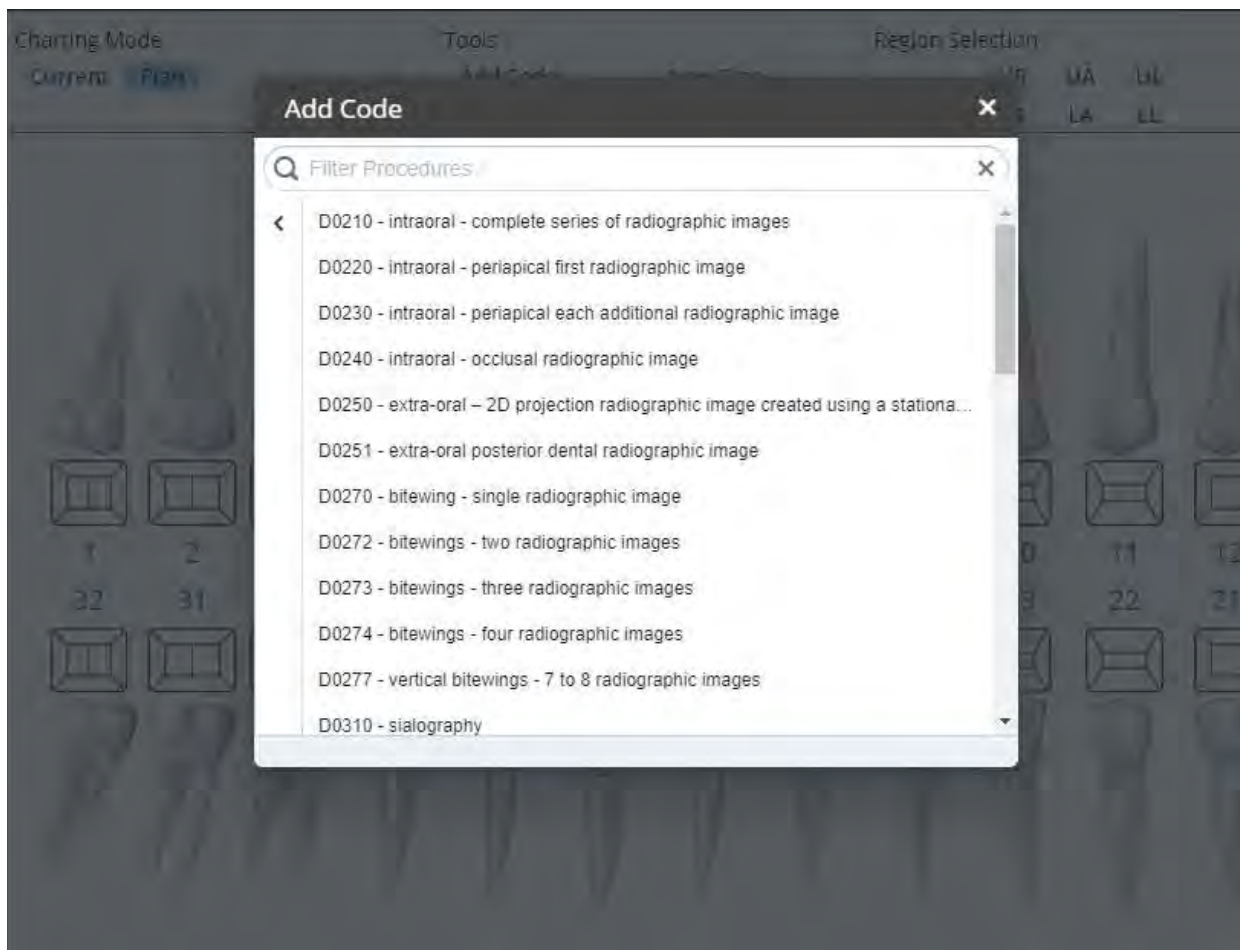 Charting Mode
Tools
Region Selection
Current
Plan
Add Code
UA
UL
LA
LL
Add Code
Filter Procedures
D0210 - intraoral - complete series of radiographic images
D0220 - intraoral - periapical first radiographic image
D0230 - intraoral - periapical each additional radiographic image
D0240 - intraoral - occlusal radiographic image
D0250 - extra-oral – 2D projection radiographic image created using a stationa...
D0251 - extra-oral posterior dental radiographic image
D0270 - bitewing - single radiographic image
D0272 - bitewings - two radiographic images
D0273 - bitewings - three radiographic images
D0274 - bitewings - four radiographic images
D0277 - vertical bitewings - 7 to 8 radiographic images
D0310 - sialography
1 2 11 12
32 31 22 21